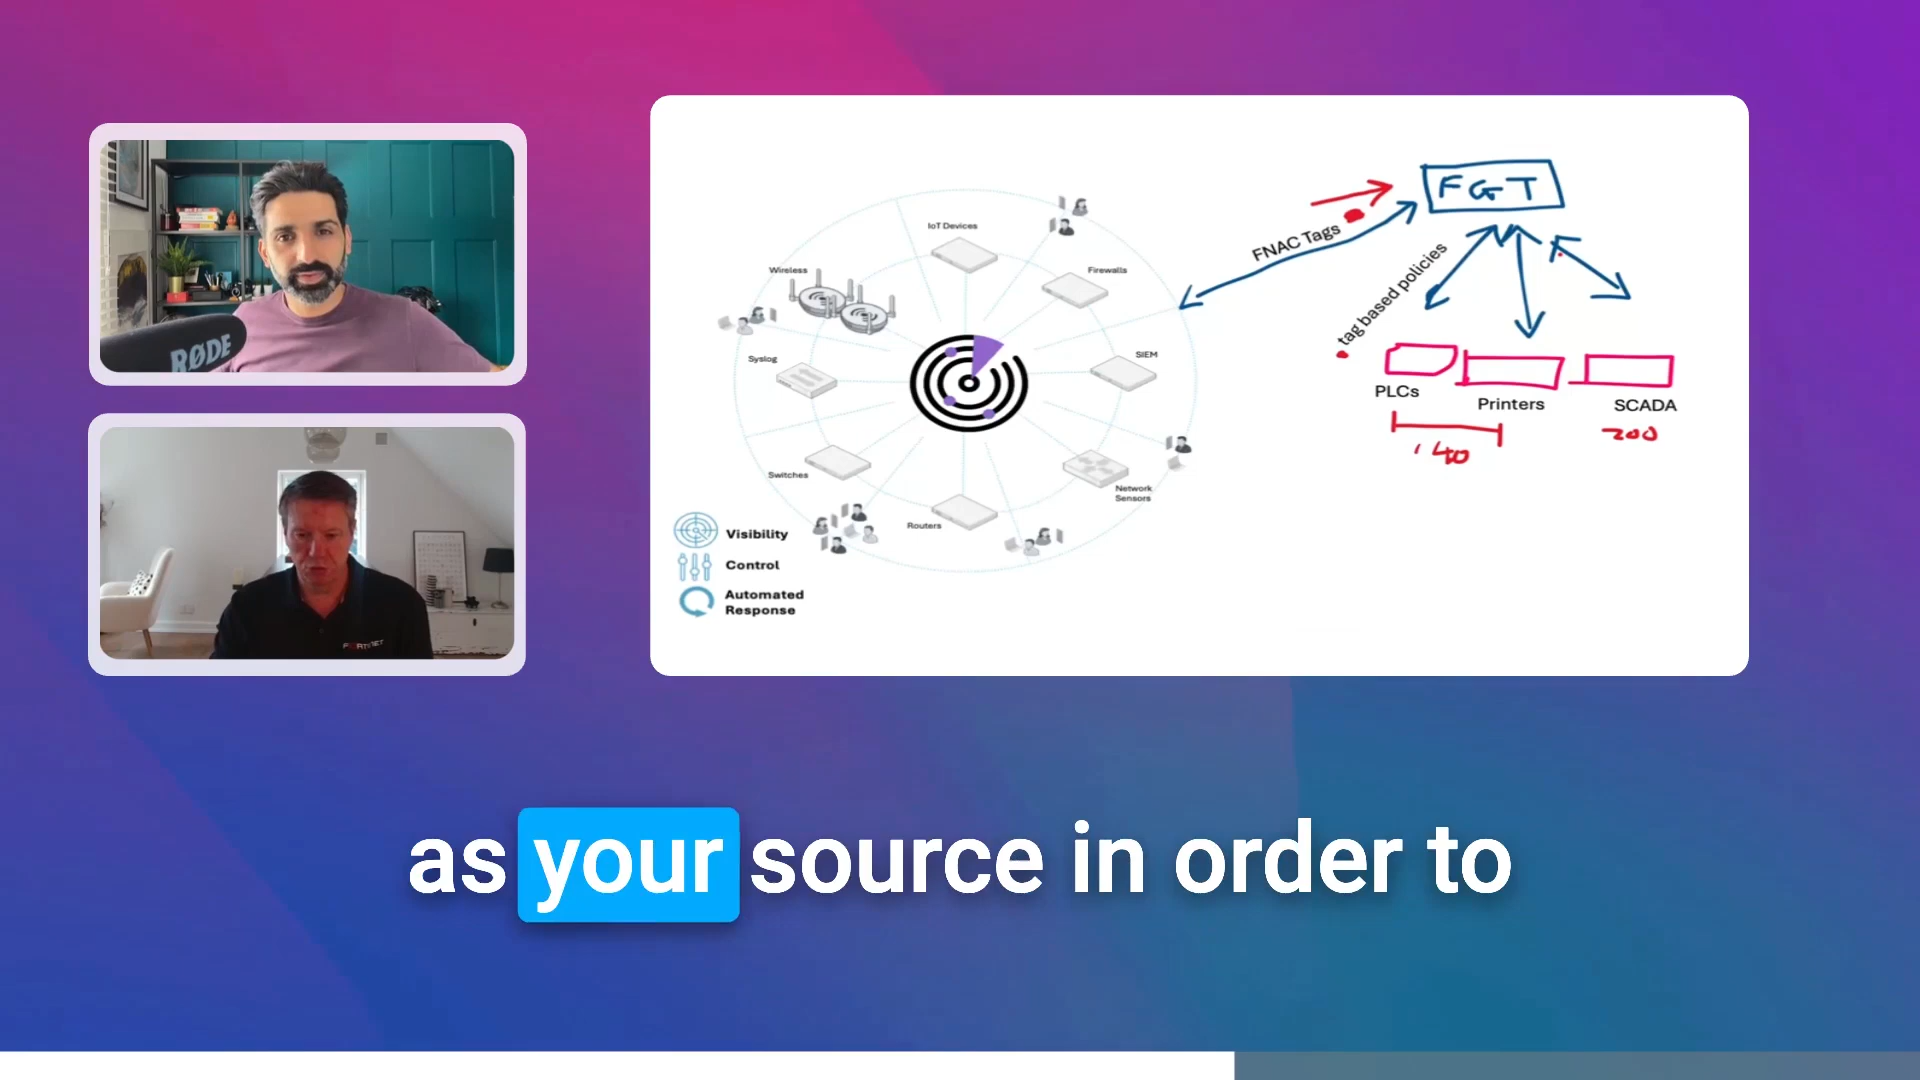 RØDE
FORTINET
FGT
FNAC Tags
tag based policies
IoT Devices
Wireless
Firewalls
Syslog
SIEM
PLCs
Printers
SCADA
140
200
Switches
Network
Sensors
Routers
Visibility
Control
Automated
Response
as your source in order to